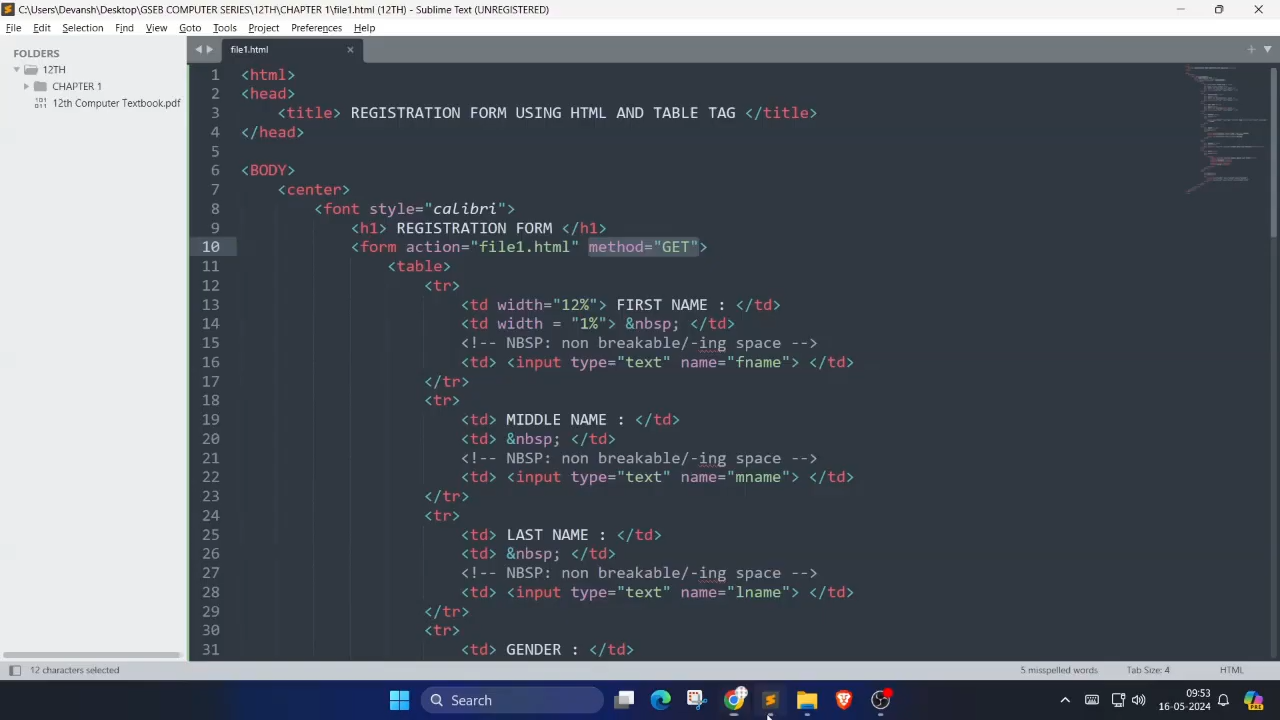 C:\Users\Devansh\Desktop\GSEB COMPUTER SERIES\12TH\CHAPTER 1\file1.html (12TH) - Sublime Text (UNREGISTERED)
File Edit Selection Find View Goto Tools Project Preferences Help
FOLDERS
12TH
CHAPTER 1
12th Computer Textbook.pdf
file1.html
1 <html>
2 <head>
3 <title> REGISTRATION FORM USING HTML AND TABLE TAG </title>
4 </head>
5
6 <BODY>
7 <center>
8 <font style="calibri">
9 <h1> REGISTRATION FORM </h1>
10 <form action="file1.html" method="GET">
11 <table>
12 <tr>
13 <td width="12%"> FIRST NAME : </td>
14 <td width = "1%"> &nbsp; </td>
15 <!-- NBSP: non breakable/-ing space -->
16 <td> <input type="text" name="fname"> </td>
17 </tr>
18 <tr>
19 <td> MIDDLE NAME : </td>
20 <td> &nbsp; </td>
21 <!-- NBSP: non breakable/-ing space -->
22 <td> <input type="text" name="mname"> </td>
23 </tr>
24 <tr>
25 <td> LAST NAME : </td>
26 <td> &nbsp; </td>
27 <!-- NBSP: non breakable/-ing space -->
28 <td> <input type="text" name="lname"> </td>
29 </tr>
30 <tr>
31 <td> GENDER : </td>
12 characters selected 5 misspelled words Tab Size: 4 HTML
Search
09:53
16-05-2024